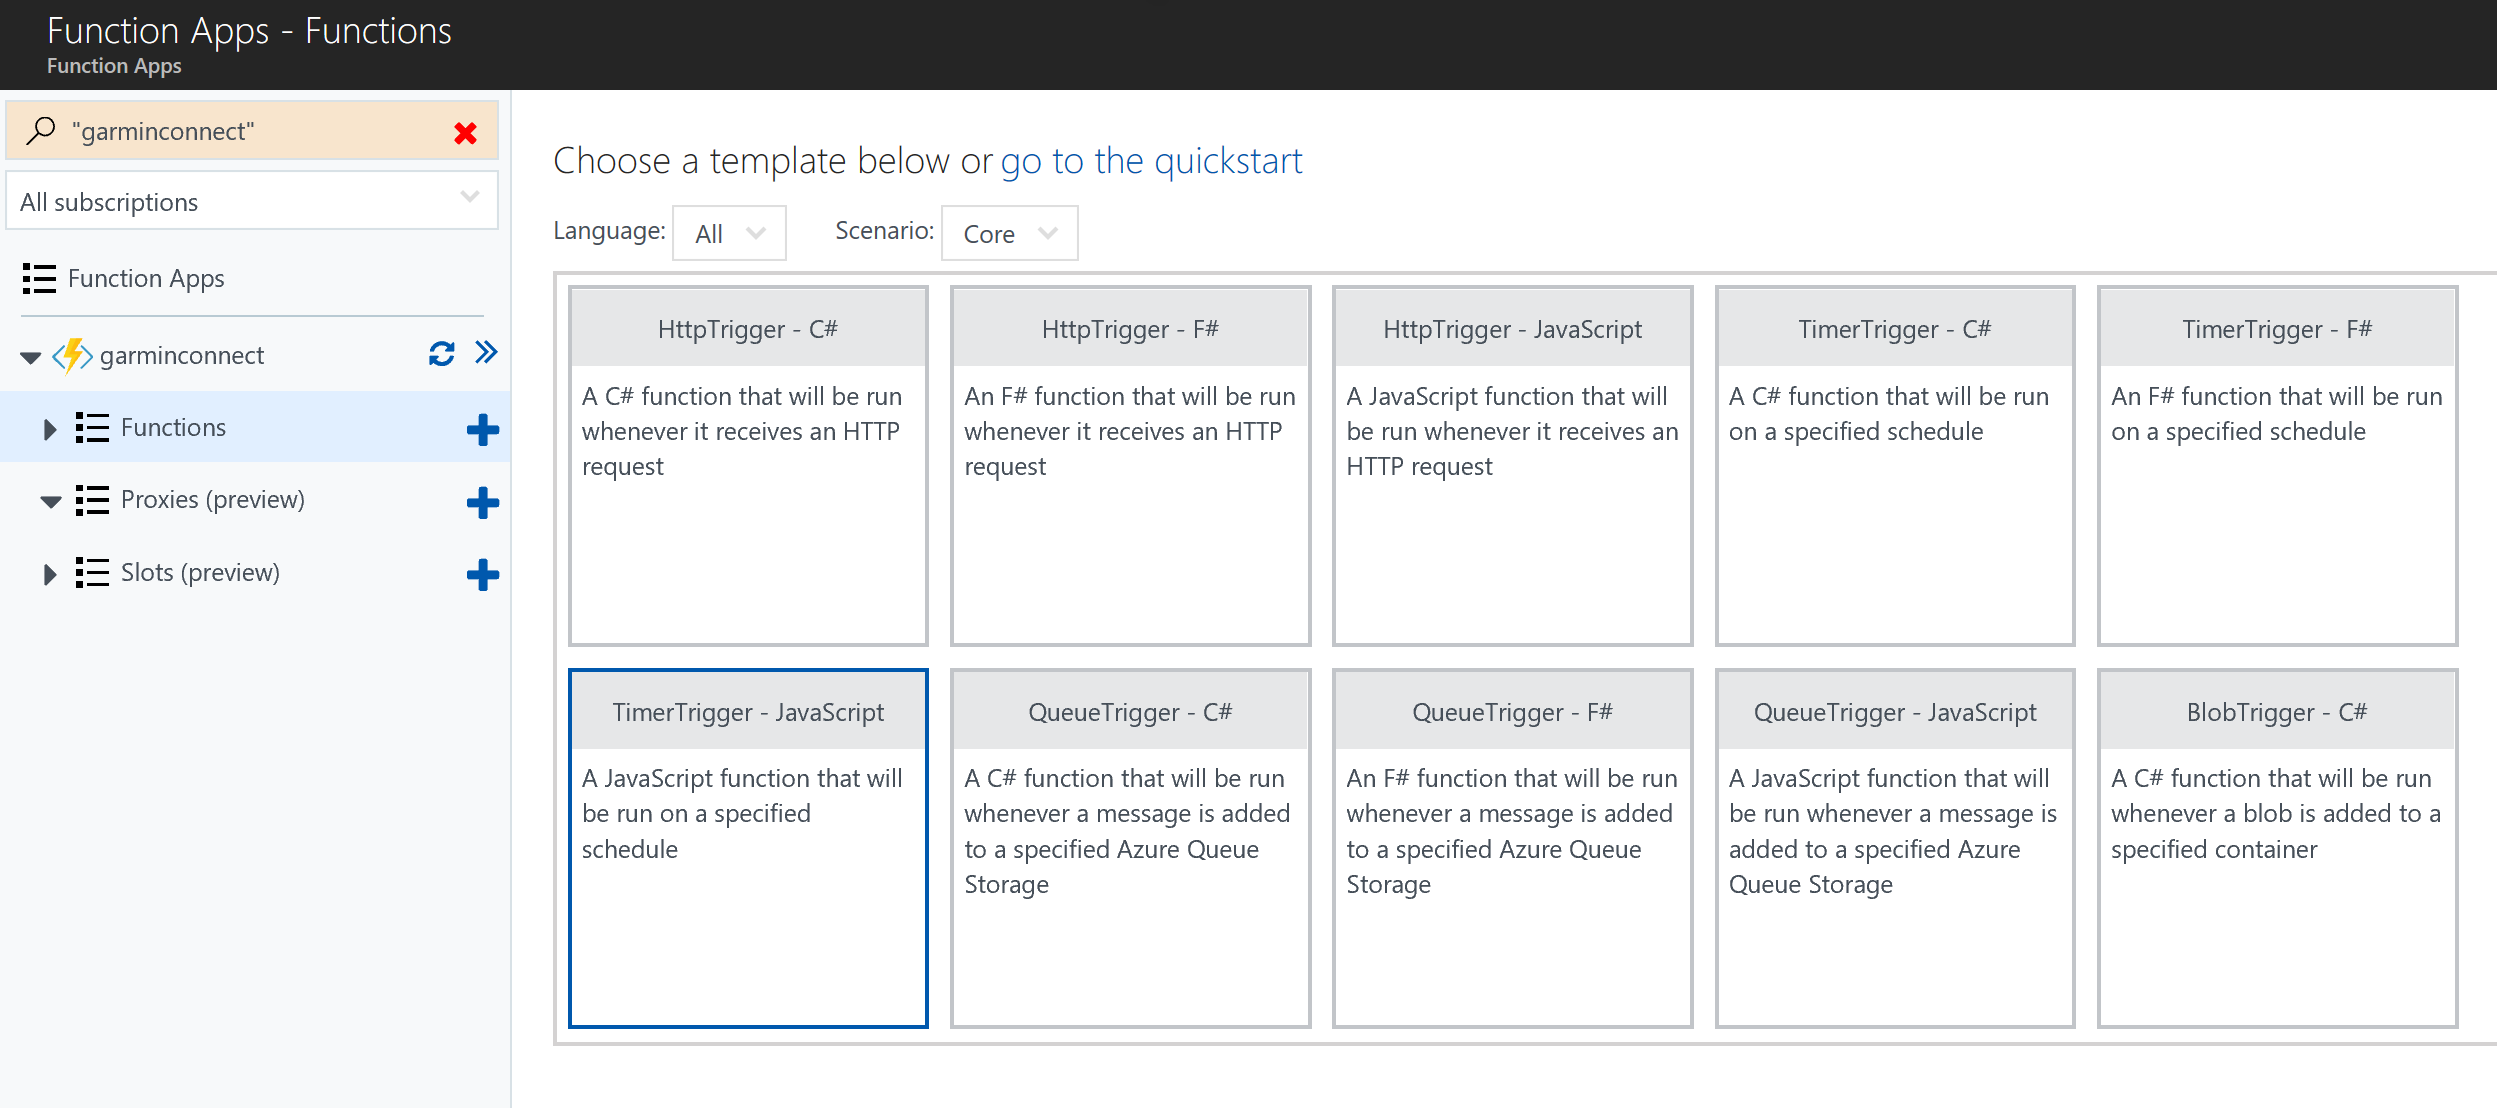 Function Apps - Functions
Function Apps
"garminconnect"
All subscriptions
Function Apps
garminconnect
Functions
Proxies (preview)
Slots (preview)
Choose a template below or go to the quickstart
Language: All Scenario: Core
HttpTrigger - C#
A C# function that will be run
whenever it receives an HTTP
request
HttpTrigger - F#
An F# function that will be run
whenever it receives an HTTP
request
HttpTrigger - JavaScript
A JavaScript function that will
be run whenever it receives an
HTTP request
TimerTrigger - C#
A C# function that will be run
on a specified schedule
TimerTrigger - F#
An F# function that will be run
on a specified schedule
TimerTrigger - JavaScript
A JavaScript function that will
be run on a specified
schedule
QueueTrigger - C#
A C# function that will be run
whenever a message is added
to a specified Azure Queue
Storage
QueueTrigger - F#
An F# function that will be run
whenever a message is added
to a specified Azure Queue
Storage
QueueTrigger - JavaScript
A JavaScript function that will
be run whenever a message is
added to a specified Azure
Queue Storage
BlobTrigger - C#
A C# function that will be run
whenever a blob is added to a
specified container